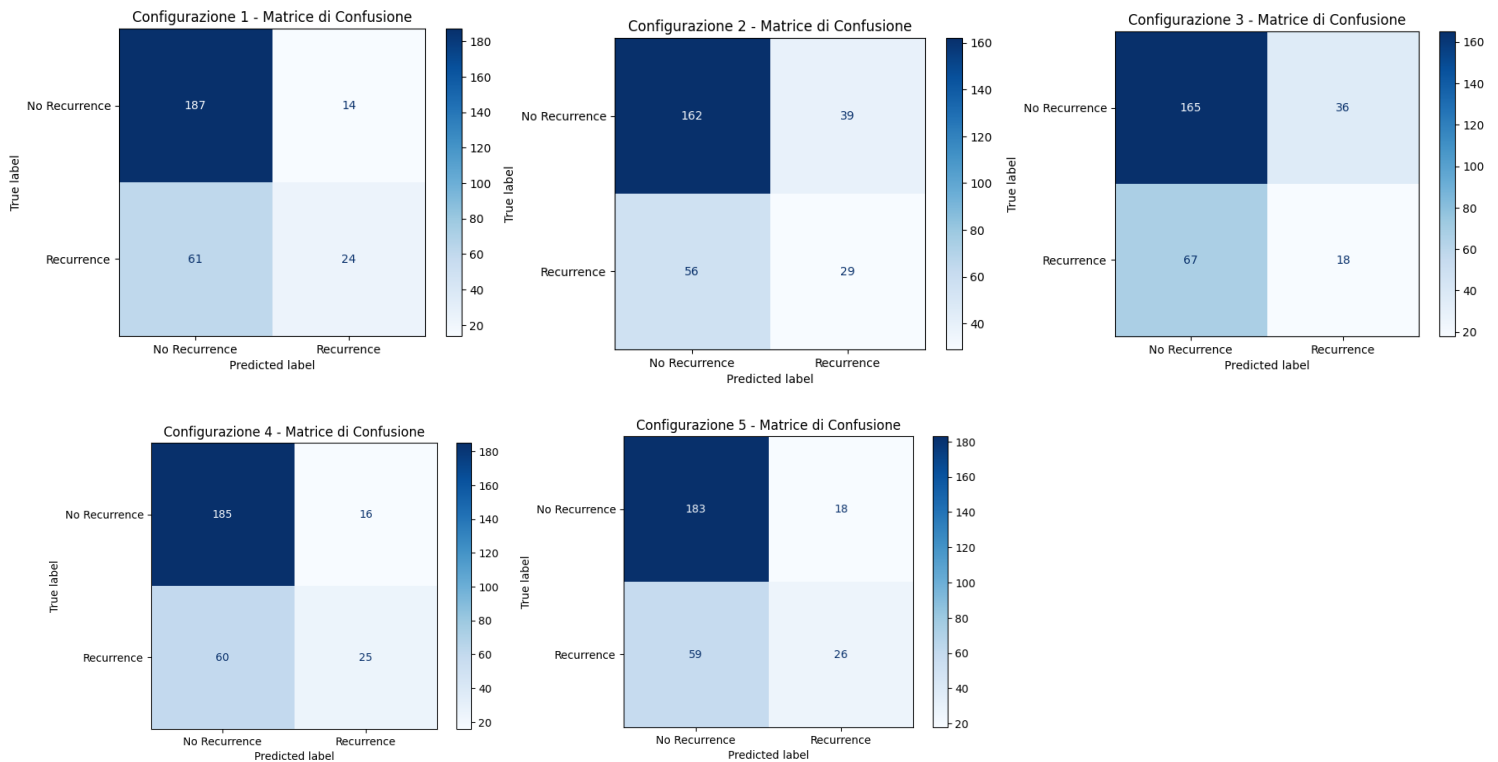 Configurazione 1 - Matrice di Confusione
No Recurrence
187
14
Recurrence
61
24
No Recurrence
Recurrence
Predicted label
True label
180
160
140
120
100
80
60
40
20
Configurazione 2 - Matrice di Confusione
No Recurrence
162
39
Recurrence
56
29
No Recurrence
Recurrence
Predicted label
True label
160
140
120
100
80
60
40
Configurazione 3 - Matrice di Confusione
No Recurrence
165
36
Recurrence
67
18
No Recurrence
Recurrence
Predicted label
True label
160
140
120
100
80
60
40
20
Configurazione 4 - Matrice di Confusione
No Recurrence
185
16
Recurrence
60
25
No Recurrence
Recurrence
Predicted label
True label
180
160
140
120
100
80
60
40
20
Configurazione 5 - Matrice di Confusione
No Recurrence
183
18
Recurrence
59
26
No Recurrence
Recurrence
Predicted label
True label
180
160
140
120
100
80
60
40
20